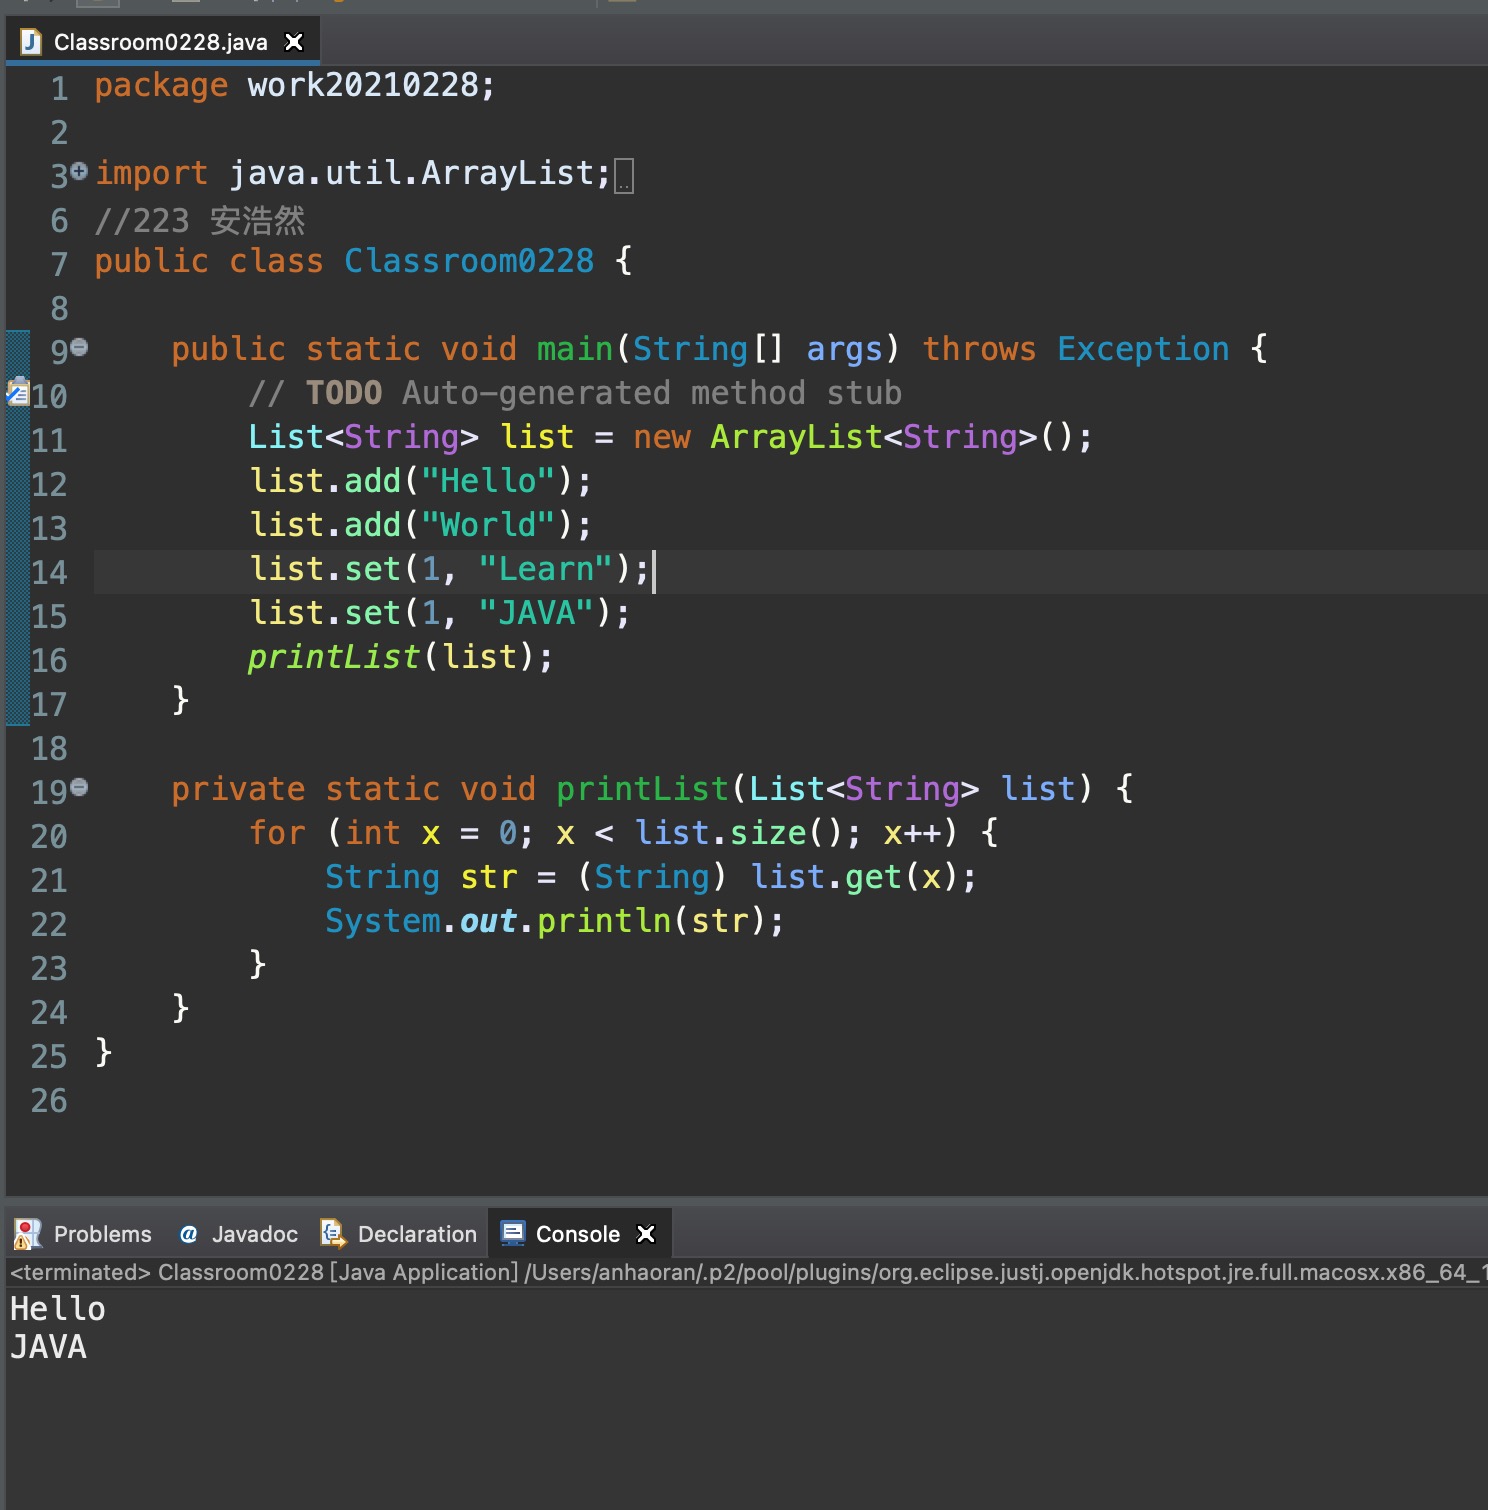 Classroom0228.java
1 package work20210228;
2
3 import java.util.ArrayList;
6 //223 安浩然
7 public class Classroom0228 {
8
9 public static void main(String[] args) throws Exception {
10 // TODO Auto-generated method stub
11 List<String> list = new ArrayList<String>();
12 list.add("Hello");
13 list.add("World");
14 list.set(1, "Learn");
15 list.set(1, "JAVA");
16 printList(list);
17 }
18
19 private static void printList(List<String> list) {
20 for (int x = 0; x < list.size(); x++) {
21 String str = (String) list.get(x);
22 System.out.println(str);
23 }
24 }
25 }
26
Problems Javadoc Declaration Console
<terminated> Classroom0228 [Java Application] /Users/anhaoran/.p2/pool/plugins/org.eclipse.justj.openjdk.hotspot.jre.full.macosx.x86_64_1
Hello
JAVA